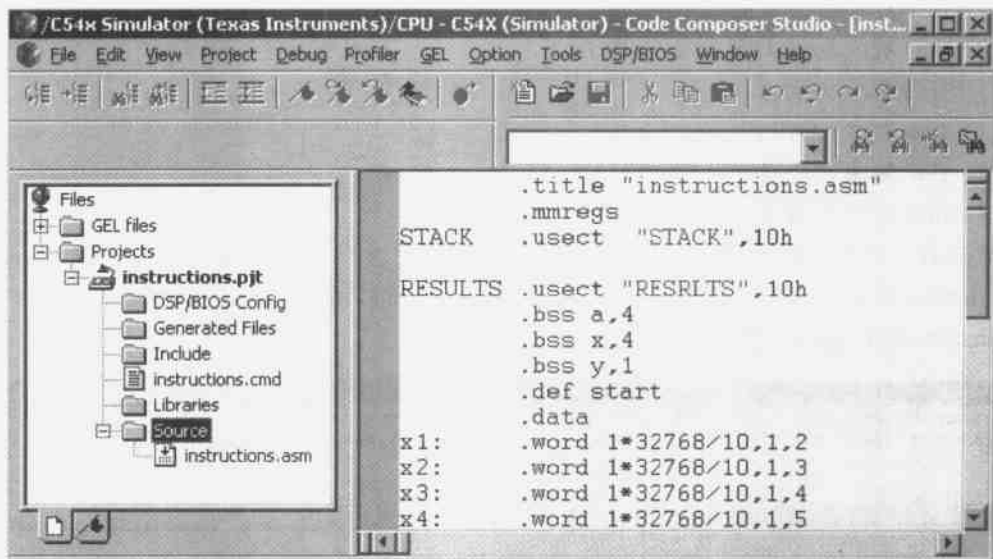 /C54x Simulator (Texas Instruments)/CPU - C54X (Simulator) - Code Composer Studio - [inst...
File Edit View Project Debug Profiler GEL Option Tools DSP/BIOS Window Help
Files
GEL files
Projects
instructions.pjt
DSP/BIOS Config
Generated Files
Include
instructions.cmd
Libraries
Source
instructions.asm
.title "instructions.asm"
.mmregs
STACK .usect "STACK",10h
RESULTS .usect "RESRLTS",10h
.bss a,4
.bss x,4
.bss y,1
.def start
.data
x1: .word 1*32768/10,1,2
x2: .word 1*32768/10,1,3
x3: .word 1*32768/10,1,4
x4: .word 1*32768/10,1,5